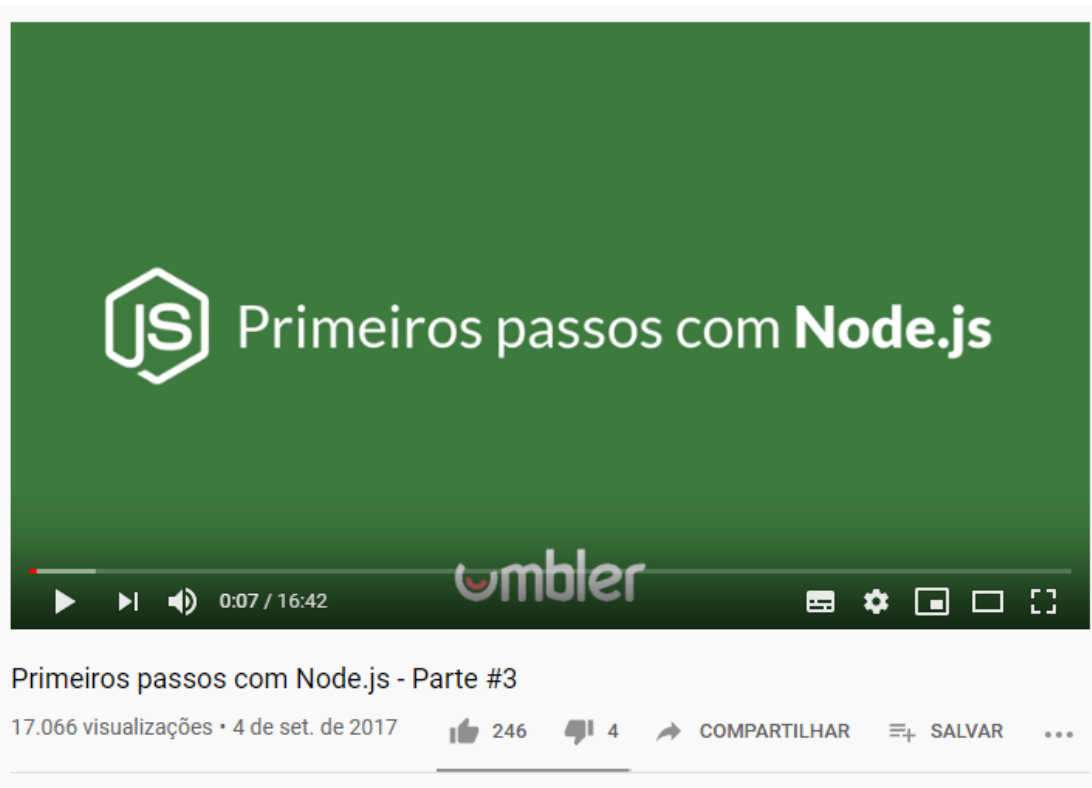 JS Primeiros passos com Node.js
umbler
0:07 / 16:42
Primeiros passos com Node.js - Parte #3
17.066 visualizações • 4 de set. de 2017 246 4 COMPARTILHAR SALVAR